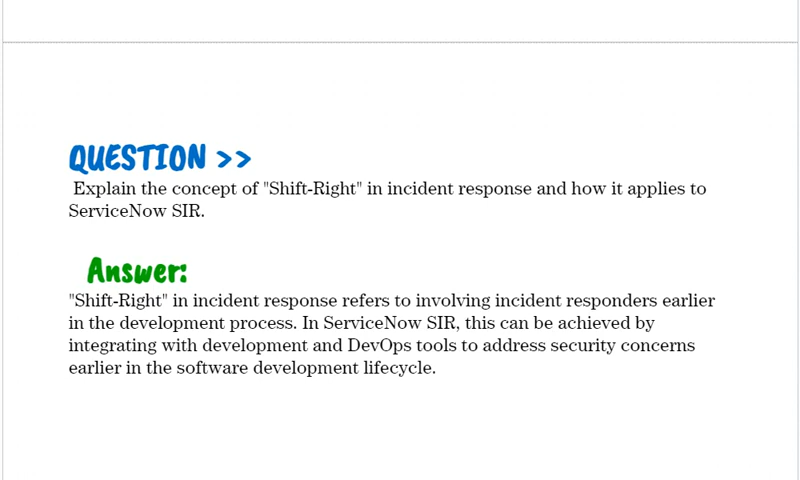 QUESTION >>
Explain the concept of "Shift-Right" in incident response and how it applies to
ServiceNow SIR.
Answer:
"Shift-Right" in incident response refers to involving incident responders earlier
in the development process. In ServiceNow SIR, this can be achieved by
integrating with development and DevOps tools to address security concerns
earlier in the software development lifecycle.